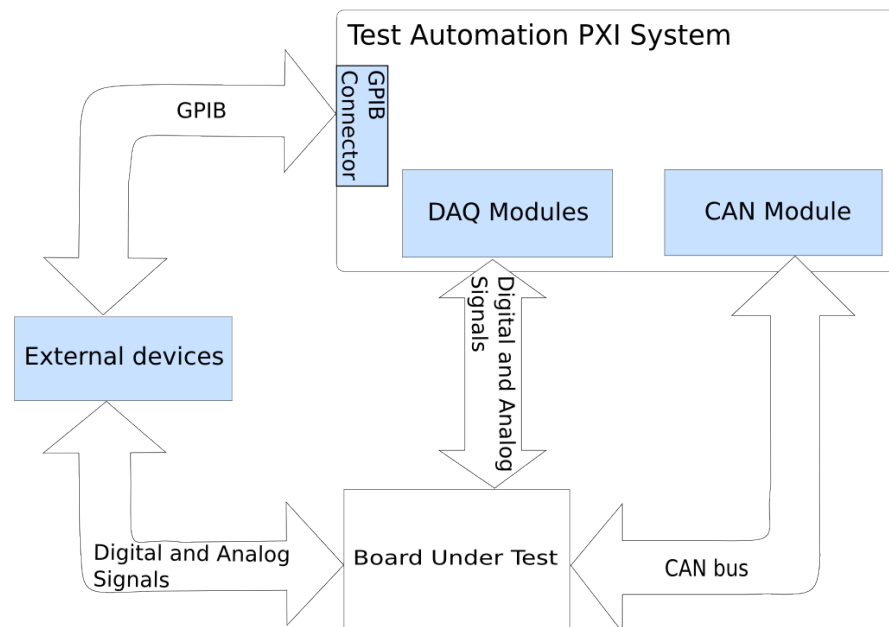 Test Automation PXI System
GPIB
GPIB
Connector
DAQ Modules
CAN Module
Digital and Analog
Signals
External devices
Board Under Test
Digital and Analog
Signals
CAN bus